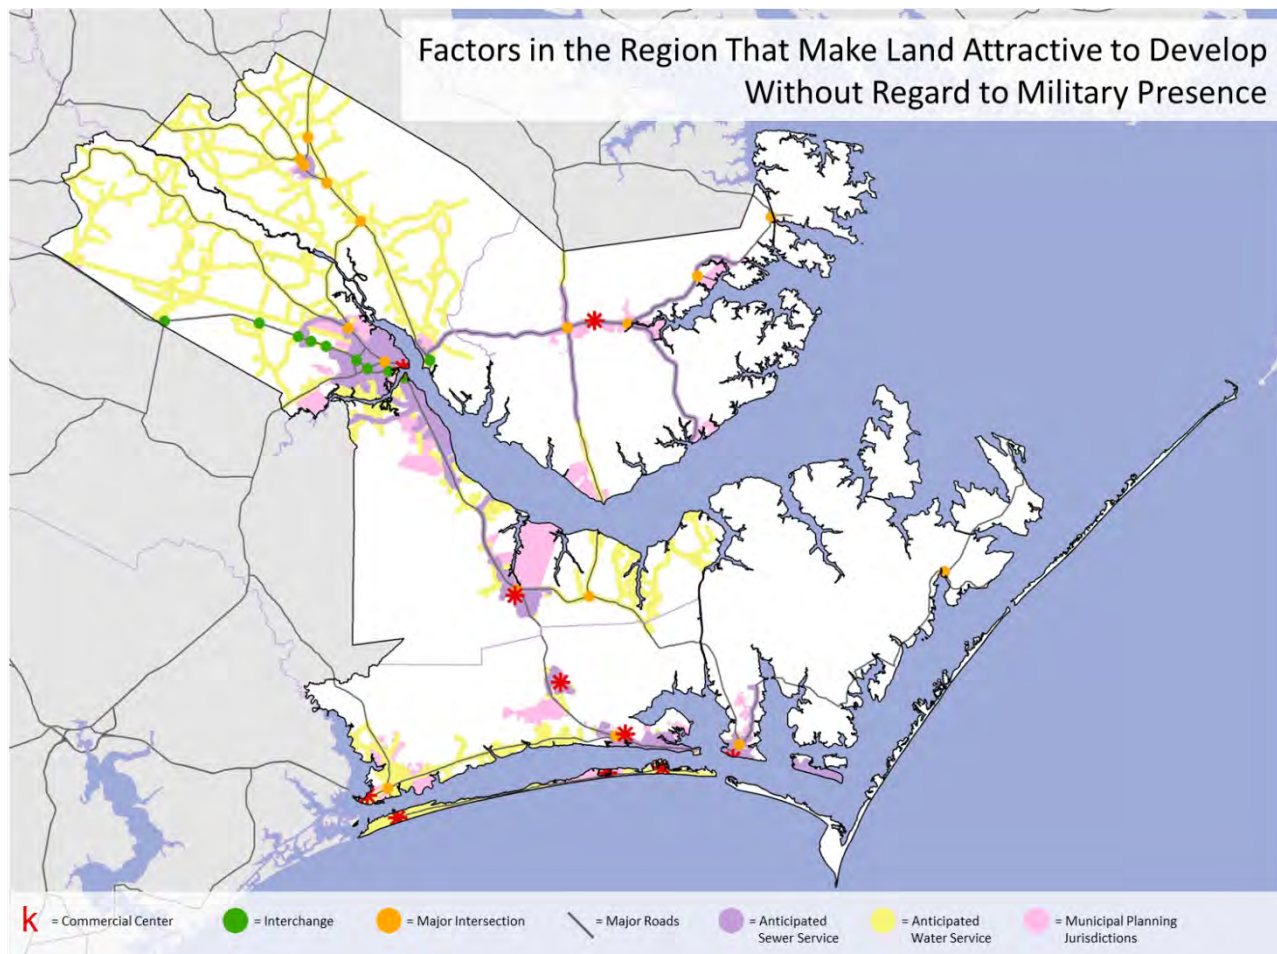 Factors in the Region That Make Land Attractive to Develop
Without Regard to Military Presence
k = Commercial Center
= Interchange
= Major Intersection
= Major Roads
= Anticipated
Sewer Service
= Anticipated
Water Service
= Municipal Planning
Jurisdictions